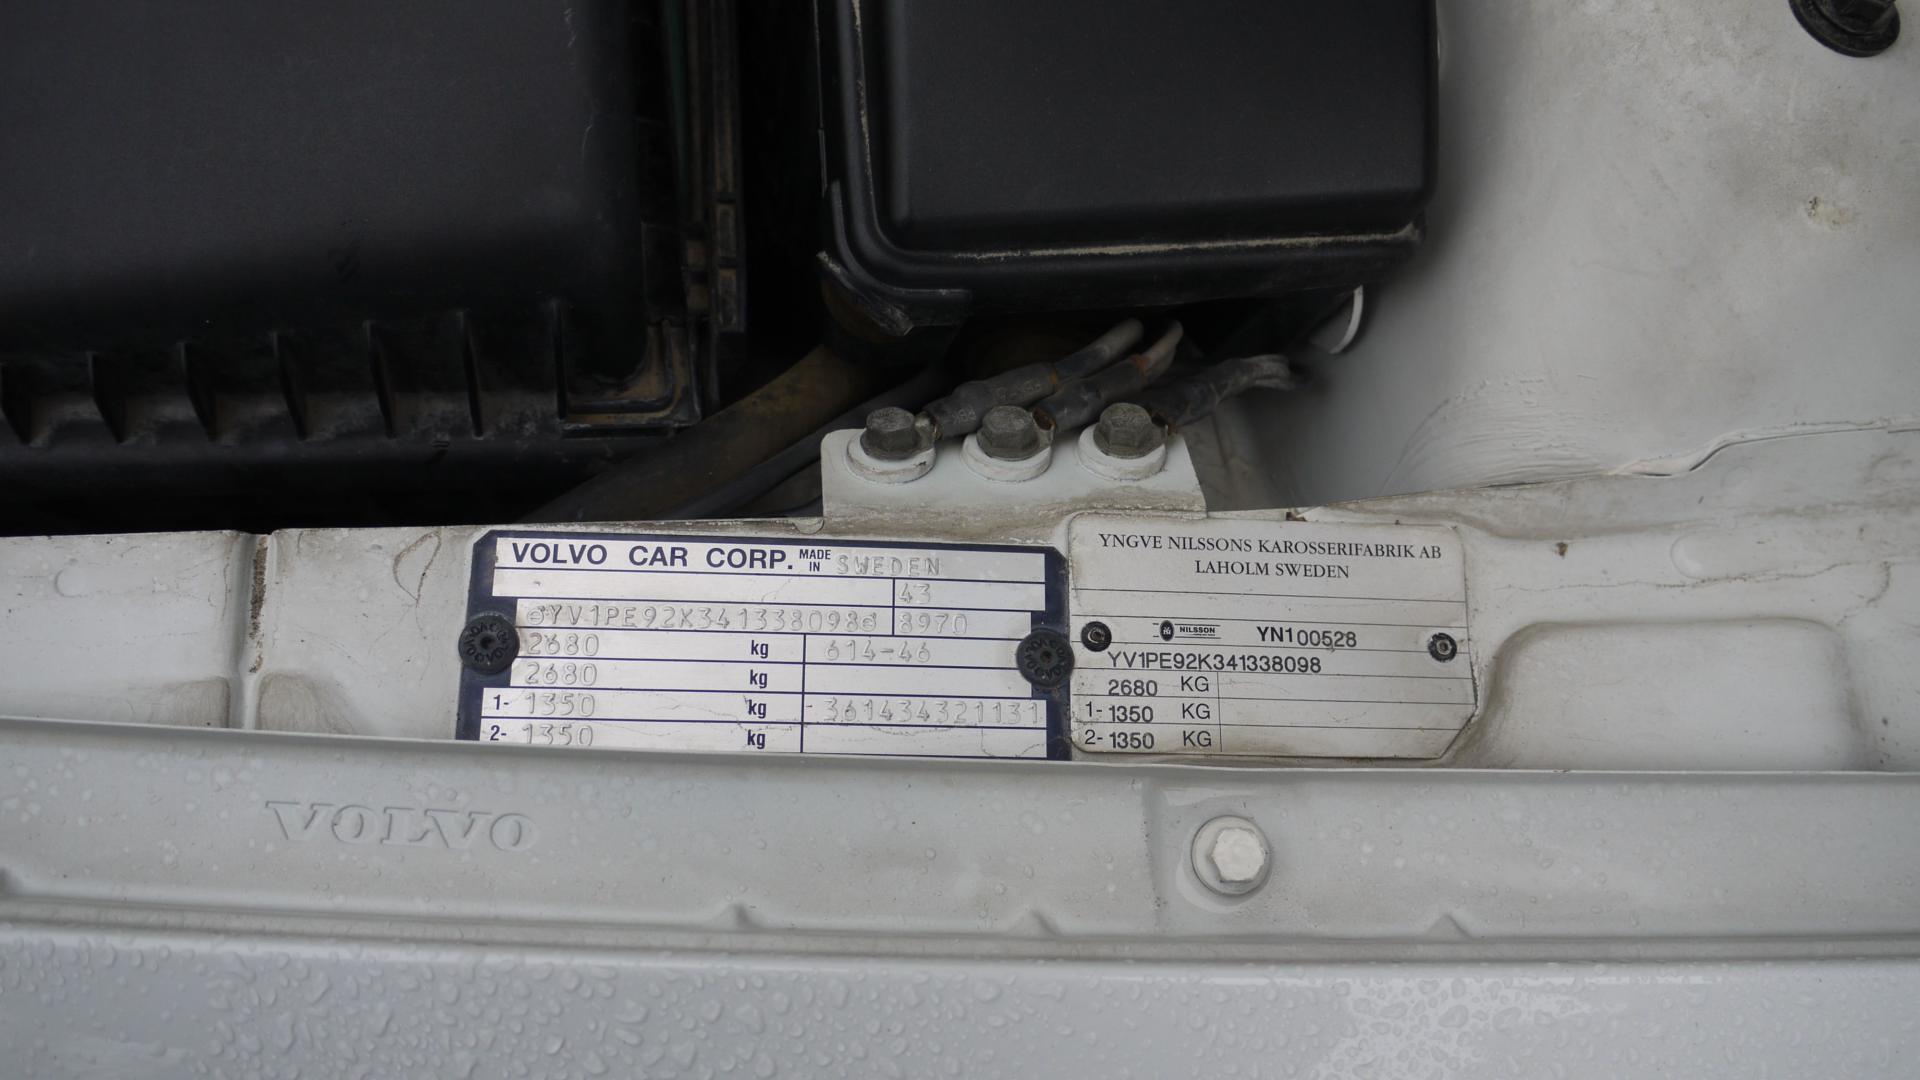 VOLVO CAR CORP. MADE IN SWEDEN
43
YV1PE92K341338098 8970
2680 kg 614-46
2680 kg
1- 1350 kg 361434321131
2- 1350 kg
YNGVE NILSSONS KAROSSERIFABRIK AB
LAHOLM SWEDEN
NILSSON YN100528
YV1PE92K341338098
2680 KG
1- 1350 KG
2- 1350 KG
VOLVO